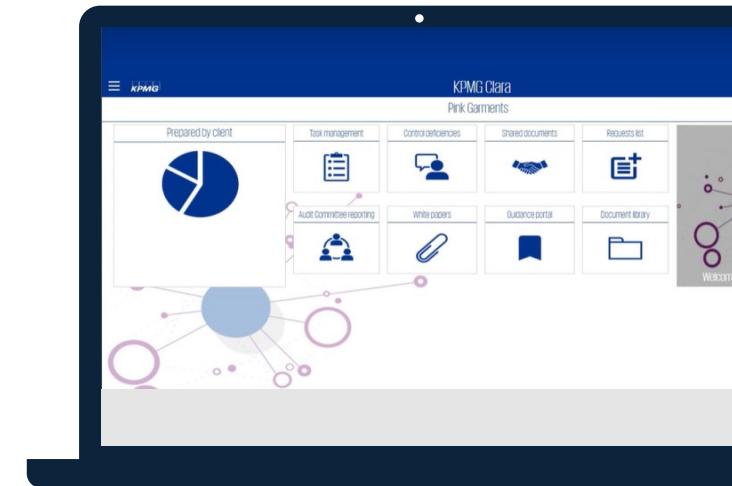 KPMG
KPMG Clara
Pink Garments
Prepared by client
Task management
Control deficiencies
Shared documents
Requests list
Audit Committee reporting
White papers
Guidance portal
Document library